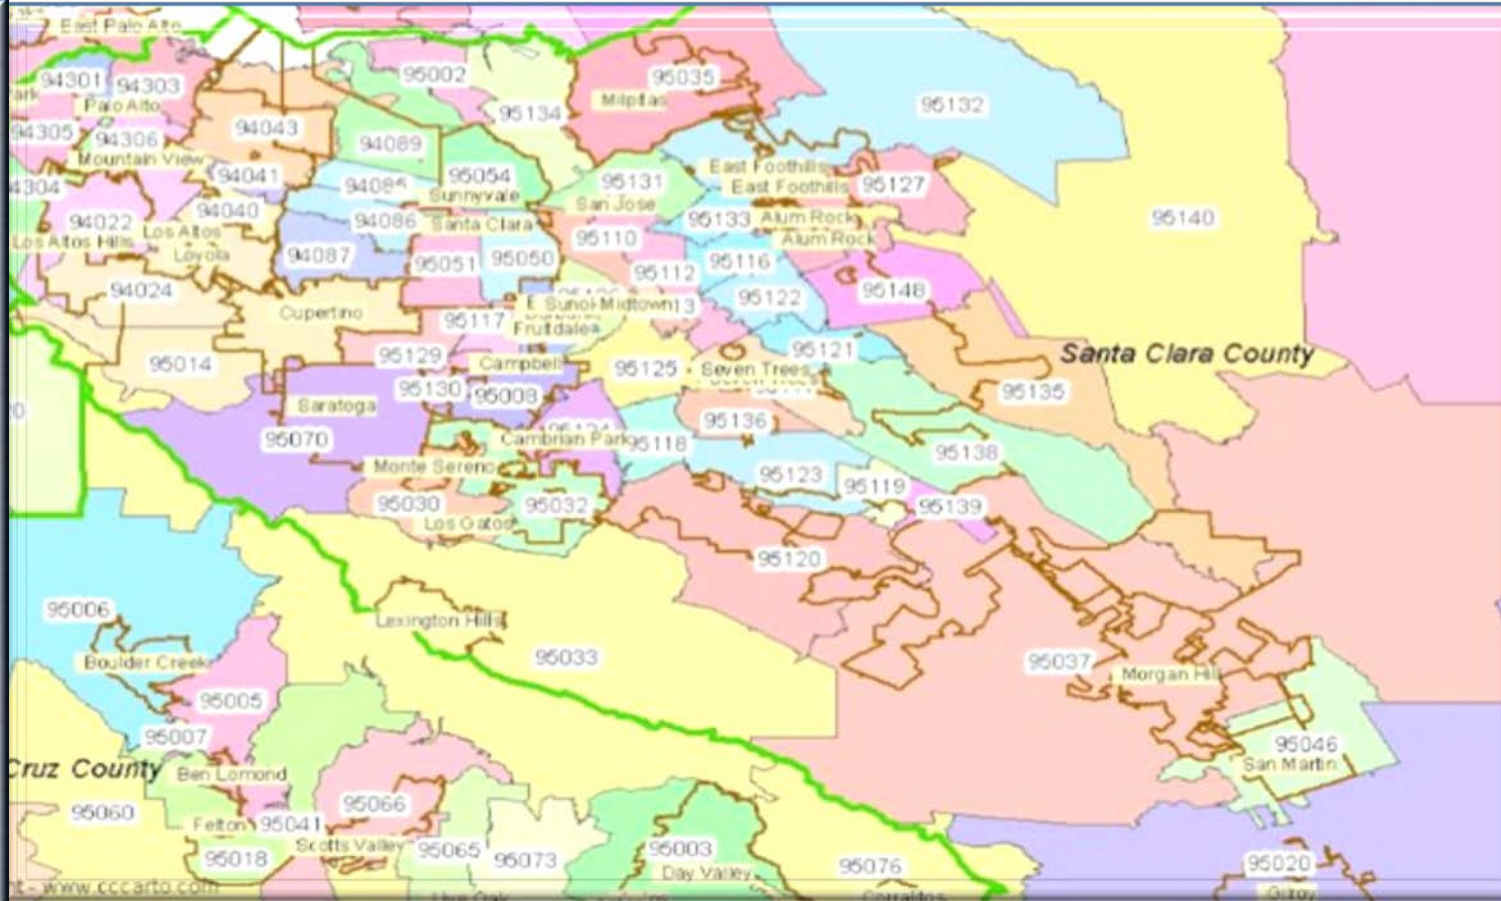 East Palo Alto
94301
94303
95002
95035
Palo Alto
Milpitas
95132
95134
94305
94306
94043
94089
Mountain View
94041
94085
95054
Sunnyvale
95131
East Foothills
East Foothills
95127
94022
94040
94086
Santa Clara
San Jose
95133
Alum Rock
95140
Los Altos Hills
Los Altos
Loyola
94087
95051
95050
95110
95112
95116
Alum Rock
94024
Cupertino
95117
Sunol-Midtown
95122
95148
Fruitdale
95014
95129
Campbell
95125
Seven Trees
95121
Santa Clara County
Saratoga
95130
95008
95135
95070
Cambrian Park
95118
95136
95138
Monte Sereno
95123
95119
95030
95032
95139
Los Gatos
95120
95006
Lexington Hills
Boulder Creek
95033
95037
Morgan Hill
95005
95007
95046
San Martin
Cruz County
Ben Lomond
95060
95066
Felton
95041
Scotts Valley
95018
95065
95073
95003
Day Valley
95076
95020
Gilroy
www.cccarto.com